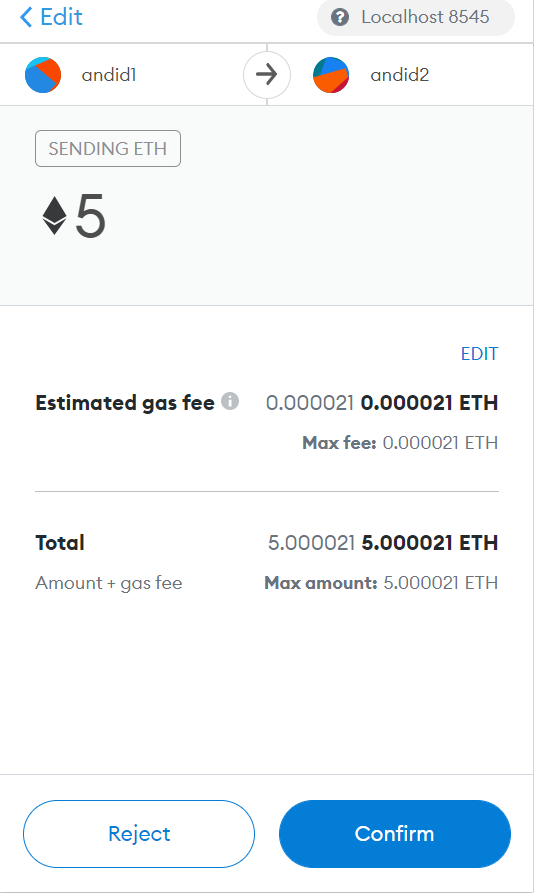 Edit
Localhost 8545
andid1
andid2
SENDING ETH
5
EDIT
Estimated gas fee 0.000021 0.000021 ETH
Max fee: 0.000021 ETH
Total 5.000021 5.000021 ETH
Amount + gas fee Max amount: 5.000021 ETH
Reject
Confirm